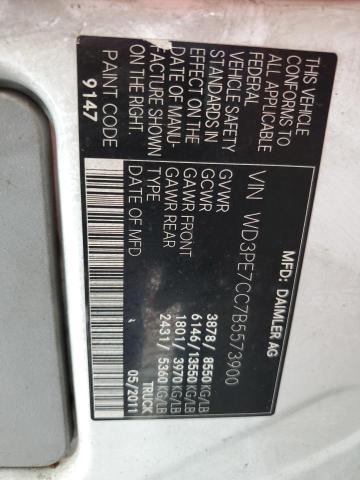 MFD: DAIMLER AG
VIN WD3PE7CC7B5573900
GVWR 3878/ 8550 KG/LB
GCWR 6146/ 13550 KG/LB
GAWR FRONT 1801/ 3970 KG/LB
GAWR REAR 2431/ 5360 KG/LB
TYPE TRUCK
DATE OF MFD 05/2011
THIS VEHICLE
CONFORMS TO
ALL APPLICABLE
FEDERAL
VEHICLE SAFETY
STANDARDS IN
EFFECT ON THE
DATE OF MANU-
FACTURE SHOWN
ON THE RIGHT.
PAINT CODE
9147